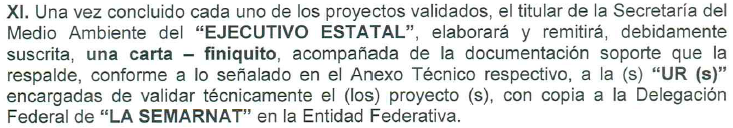 XI. Una vez concluido cada uno de los proyectos validados, el titular de la Secretaría del
Medio Ambiente del “EJECUTIVO ESTATAL”, elaborará y remitirá, debidamente
suscrita, una carta – finiquito, acompañada de la documentación soporte que la
respalde, conforme a lo señalado en el Anexo Técnico respectivo, a la (s) “UR (s)”
encargadas de validar técnicamente el (los) proyecto (s), con copia a la Delegación
Federal de “LA SEMARNAT” en la Entidad Federativa.